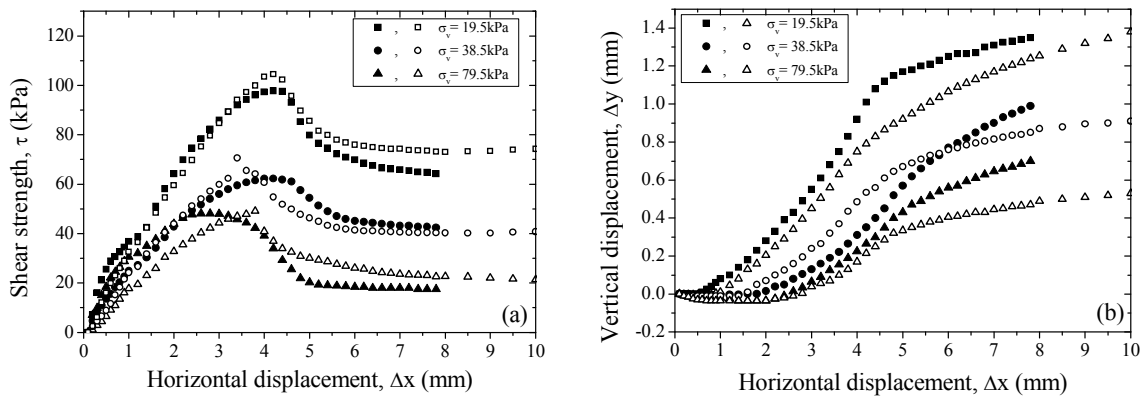 120
100
80
60
40
20
0
Shear strength, τ (kPa)
■ , □ σv= 19.5kPa
● , ○ σv= 38.5kPa
▲ , △ σv= 79.5kPa
(a)
0 1 2 3 4 5 6 7 8 9 10
Horizontal displacement, Δx (mm)
1.4
1.2
1.0
0.8
0.6
0.4
0.2
0.0
-0.2
Vertical displacement, Δy (mm)
■ , △ σv= 19.5kPa
● , ○ σv= 38.5kPa
▲ , △ σv= 79.5kPa
(b)
0 1 2 3 4 5 6 7 8 9 10
Horizontal displacement, Δx (mm)